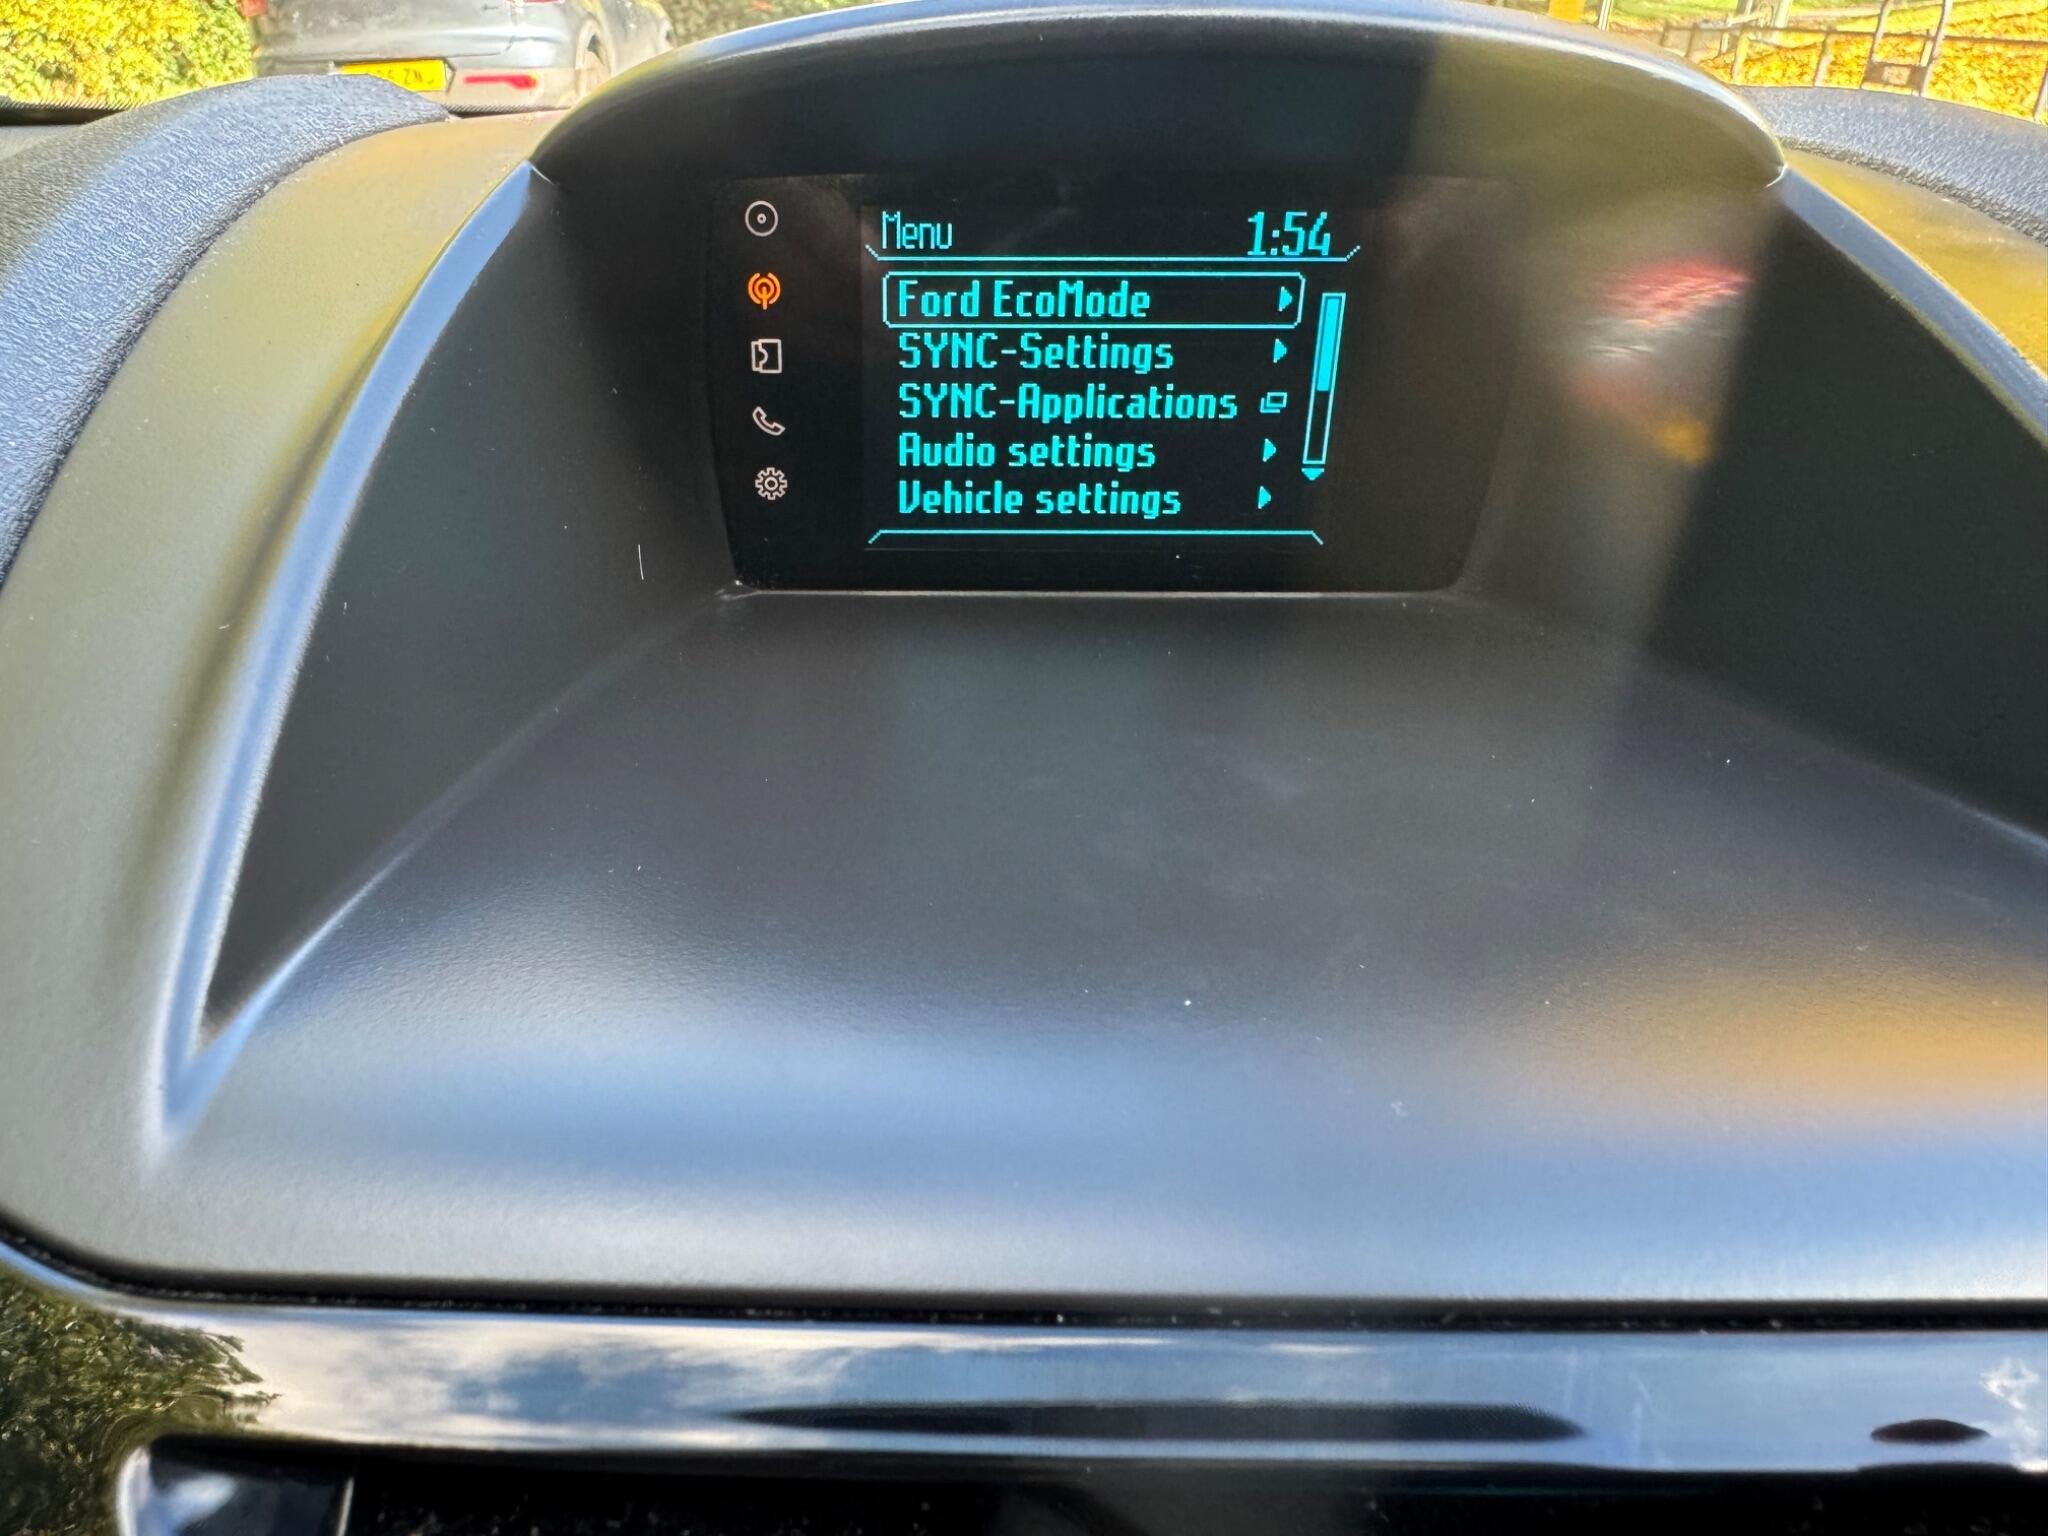 Menu 1:54
Ford EcoMode
SYNC-Settings
SYNC-Applications
Audio settings
Vehicle settings